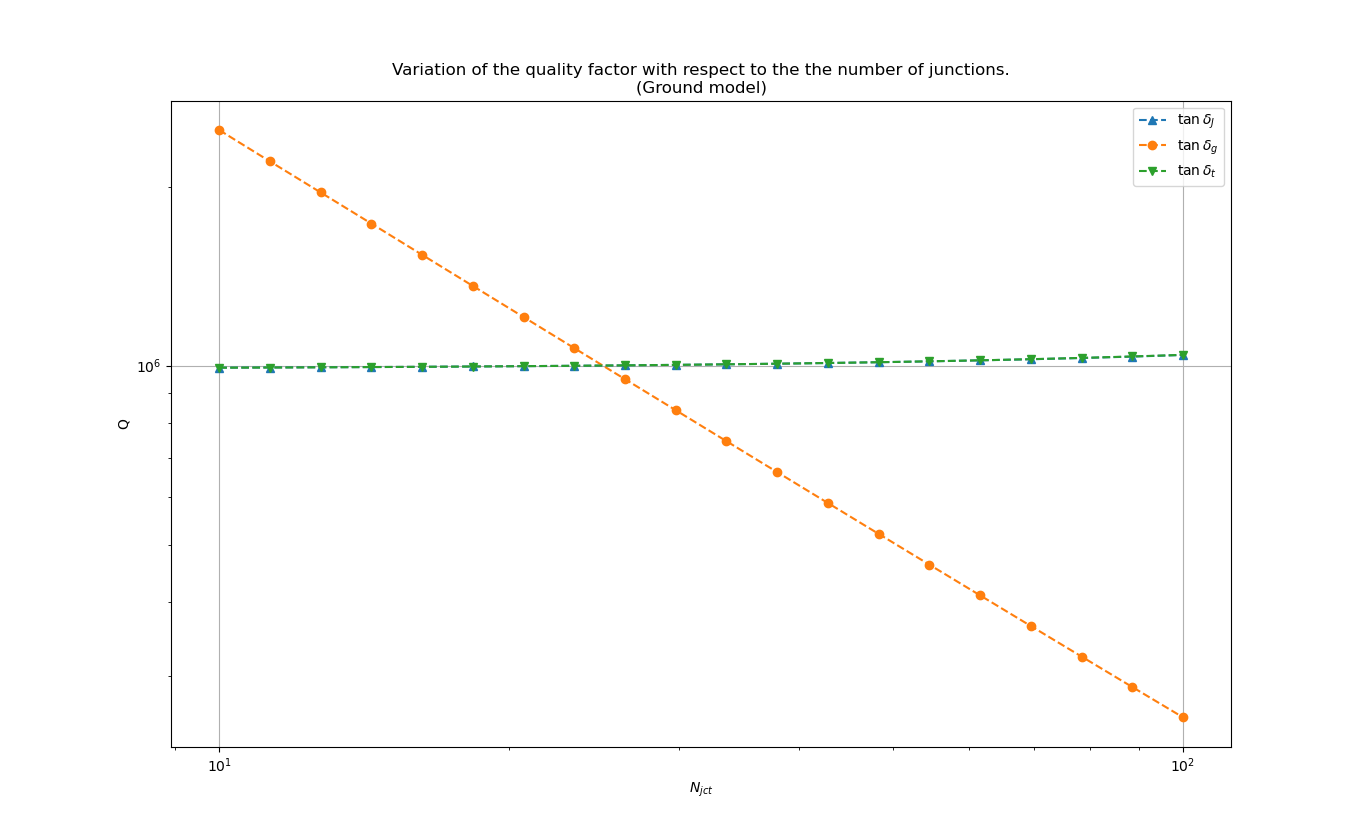 Variation of the quality factor with respect to the the number of junctions.
(Ground model)
tan δ_J
tan δ_g
tan δ_t
10^6
Q
10^1
10^2
N_jct